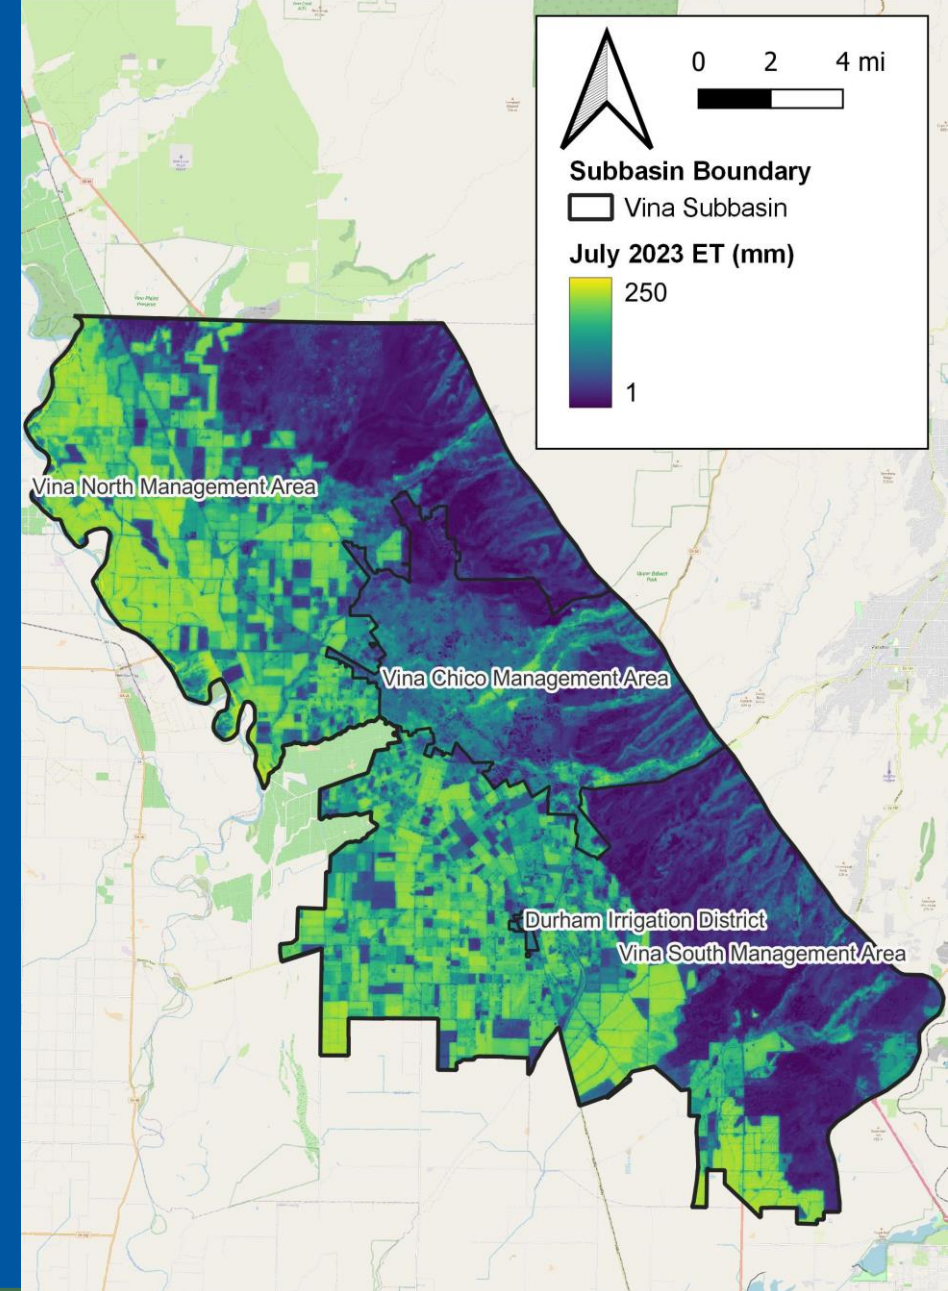 0 2 4 mi
Subbasin Boundary
Vina Subbasin
July 2023 ET (mm)
250
1
Vina North Management Area
Vina Chico Management Area
Durham Irrigation District
Vina South Management Area